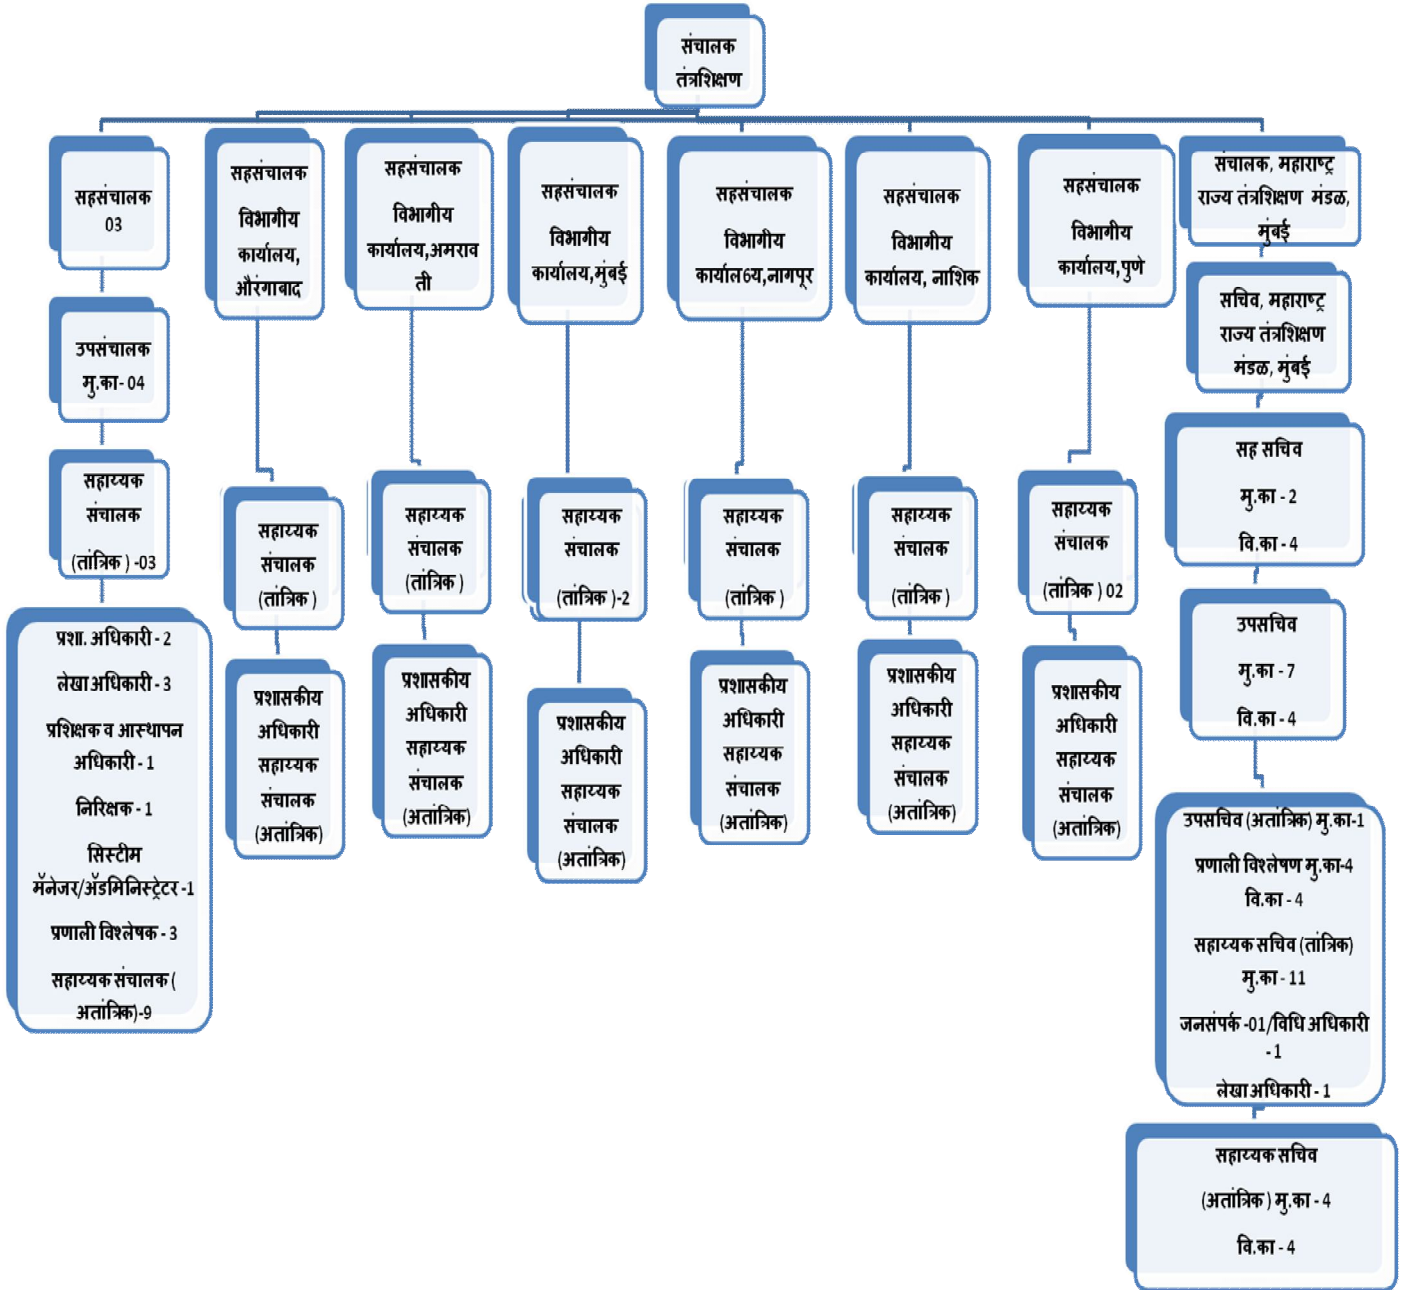 संचालक
तंत्रशिक्षण
सहसंचालक
03
उपसंचालक
मु.का- 04
सहाय्यक
संचालक
(तांत्रिक ) -03
प्रशा. अधिकारी - 2
लेखा अधिकारी - 3
प्रशिक्षक व आस्थापन
अधिकारी - 1
निरिक्षक - 1
सिस्टीम
मॅनेजर/ॲडमिनिस्ट्रेटर -1
प्रणाली विश्लेषक - 3
सहाय्यक संचालक (
अतांत्रिक)-9
सहसंचालक
विभागीय
कार्यालय,
औरंगाबाद
सहाय्यक
संचालक
(तांत्रिक )
प्रशासकीय
अधिकारी
सहाय्यक
संचालक
(अतांत्रिक)
सहसंचालक
विभागीय
कार्यालय,अमराव
ती
सहाय्यक
संचालक
(तांत्रिक )
प्रशासकीय
अधिकारी
सहाय्यक
संचालक
(अतांत्रिक)
सहसंचालक
विभागीय
कार्यालय,मुंबई
सहाय्यक
संचालक
(तांत्रिक )-2
प्रशासकीय
अधिकारी
सहाय्यक
संचालक
(अतांत्रिक)
सहसंचालक
विभागीय
कार्याल6य,नागपूर
सहाय्यक
संचालक
(तांत्रिक )
प्रशासकीय
अधिकारी
सहाय्यक
संचालक
(अतांत्रिक)
सहसंचालक
विभागीय
कार्यालय, नाशिक
सहाय्यक
संचालक
(तांत्रिक )
प्रशासकीय
अधिकारी
सहाय्यक
संचालक
(अतांत्रिक)
सहसंचालक
विभागीय
कार्यालय,पुणे
सहाय्यक
संचालक
(तांत्रिक ) 02
प्रशासकीय
अधिकारी
सहाय्यक
संचालक
(अतांत्रिक)
संचालक, महाराष्ट्र
राज्य तंत्रशिक्षण मंडळ,
मुंबई
सचिव, महाराष्ट्र
राज्य तंत्रशिक्षण
मंडळ, मुंबई
सह सचिव
मु.का - 2
वि.का - 4
उपसचिव
मु.का - 7
वि.का - 4
उपसचिव (अतांत्रिक) मु.का-1
प्रणाली विश्लेषण मु.का-4
वि.का - 4
सहाय्यक सचिव (तांत्रिक)
मु.का - 11
जनसंपर्क -01/विधि अधिकारी
- 1
लेखा अधिकारी - 1
सहाय्यक सचिव
(अतांत्रिक ) मु.का - 4
वि.का - 4